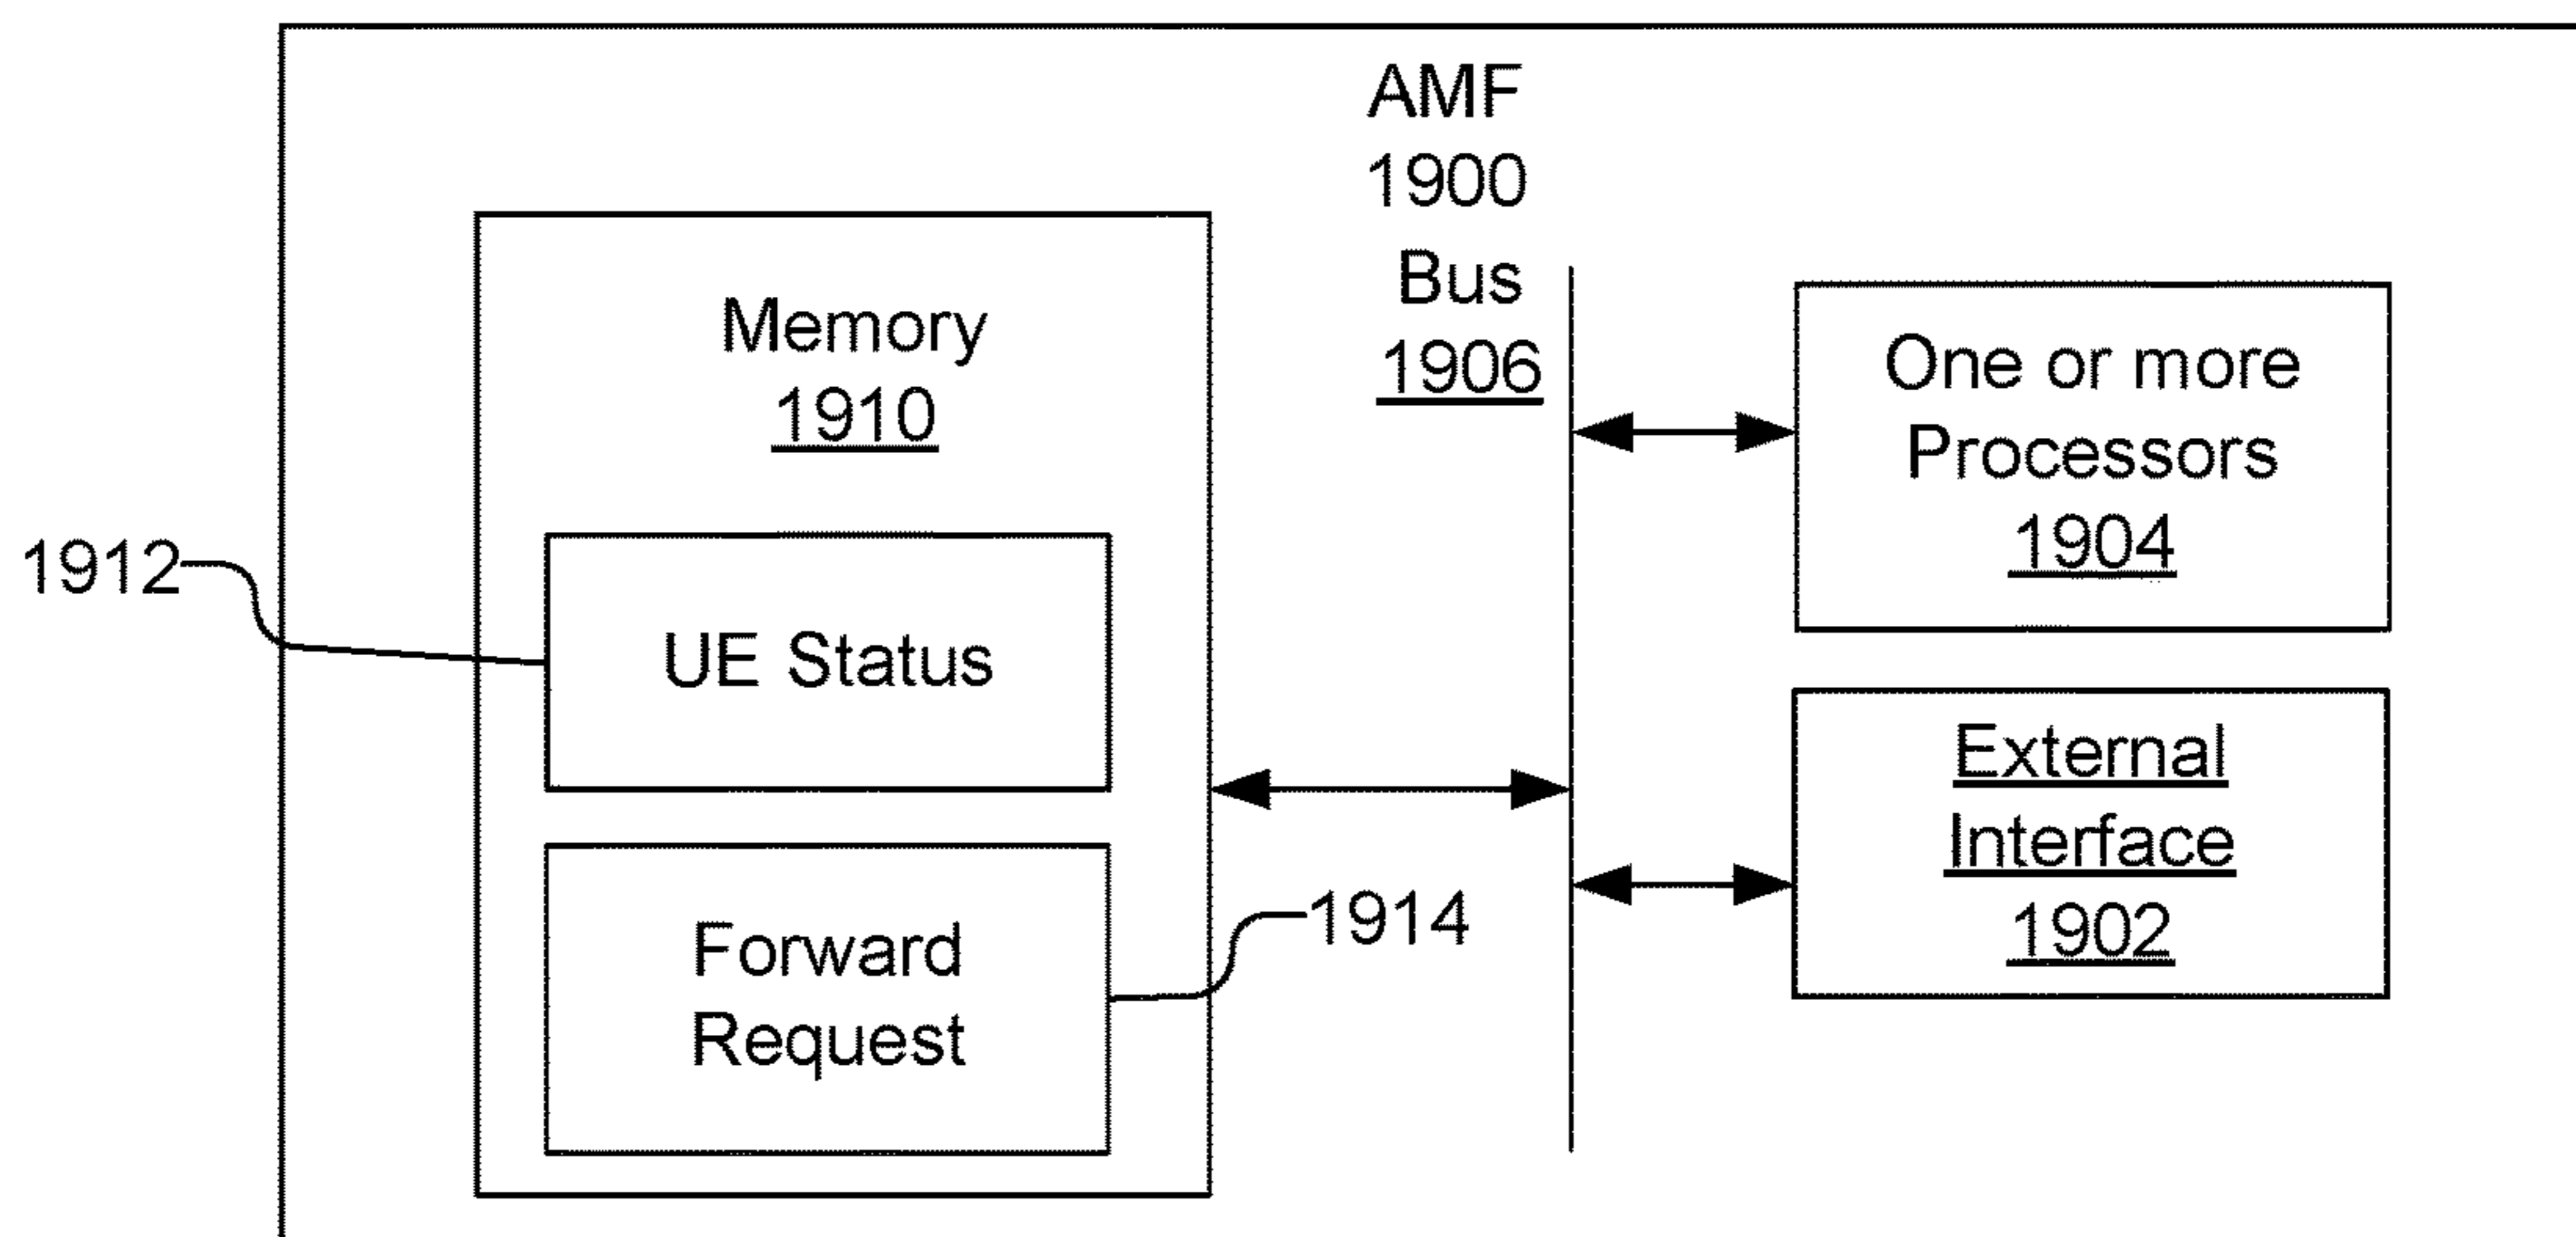 AMF
1900
Memory
1910
1912
UE Status
Forward
Request
1914
Bus
1906
One or more
Processors
1904
External
Interface
1902